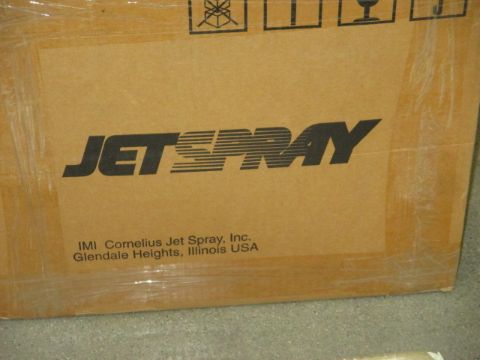 JETSPRAY
IMI Cornelius Jet Spray, Inc.
Glendale Heights, Illinois USA